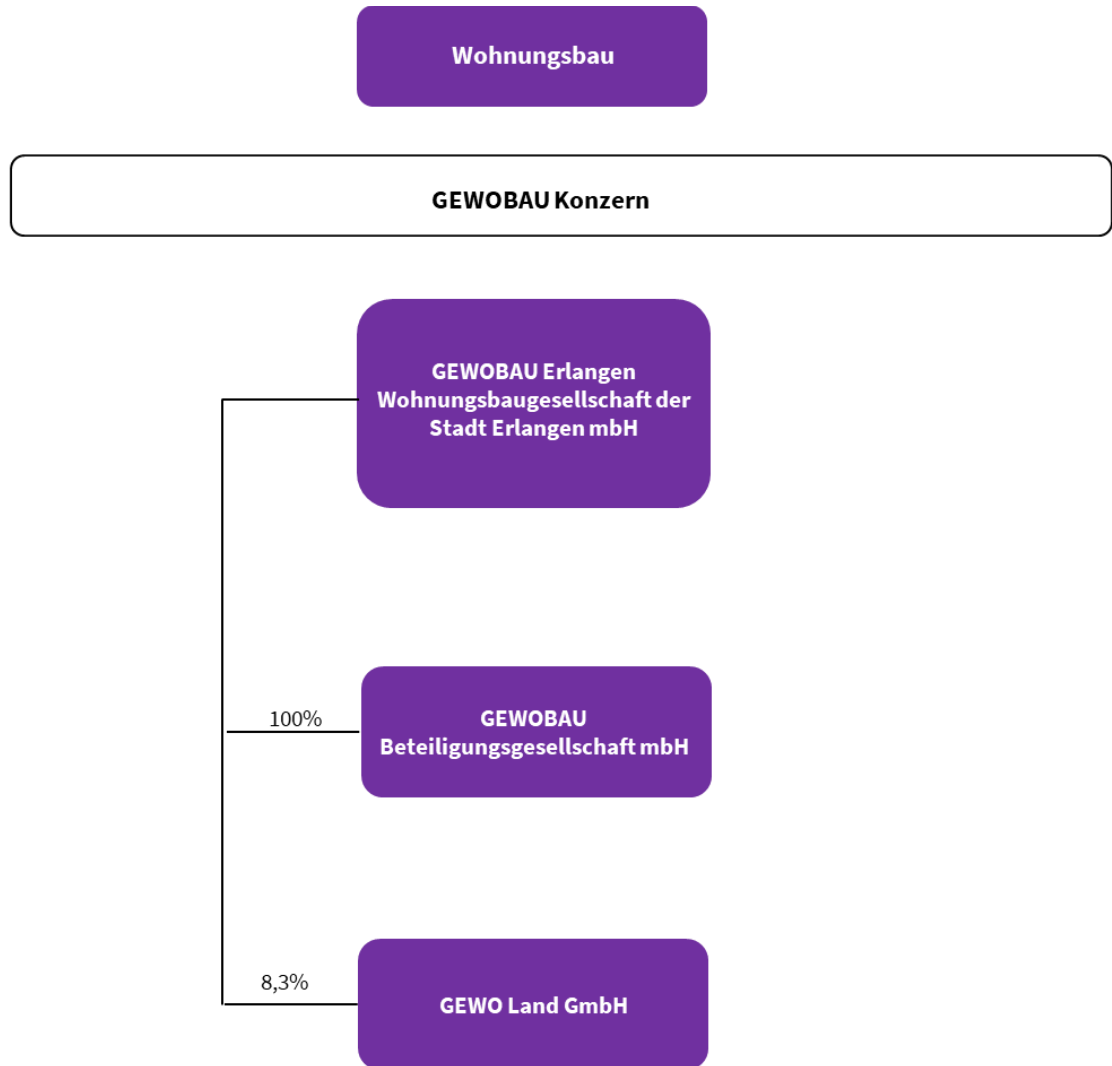 Wohnungsbau
GEWOBAU Konzern
GEWOBAU Erlangen
Wohnungsbaugesellschaft der
Stadt Erlangen mbH
100%
GEWOBAU
Beteiligungsgesellschaft mbH
8,3%
GEWO Land GmbH